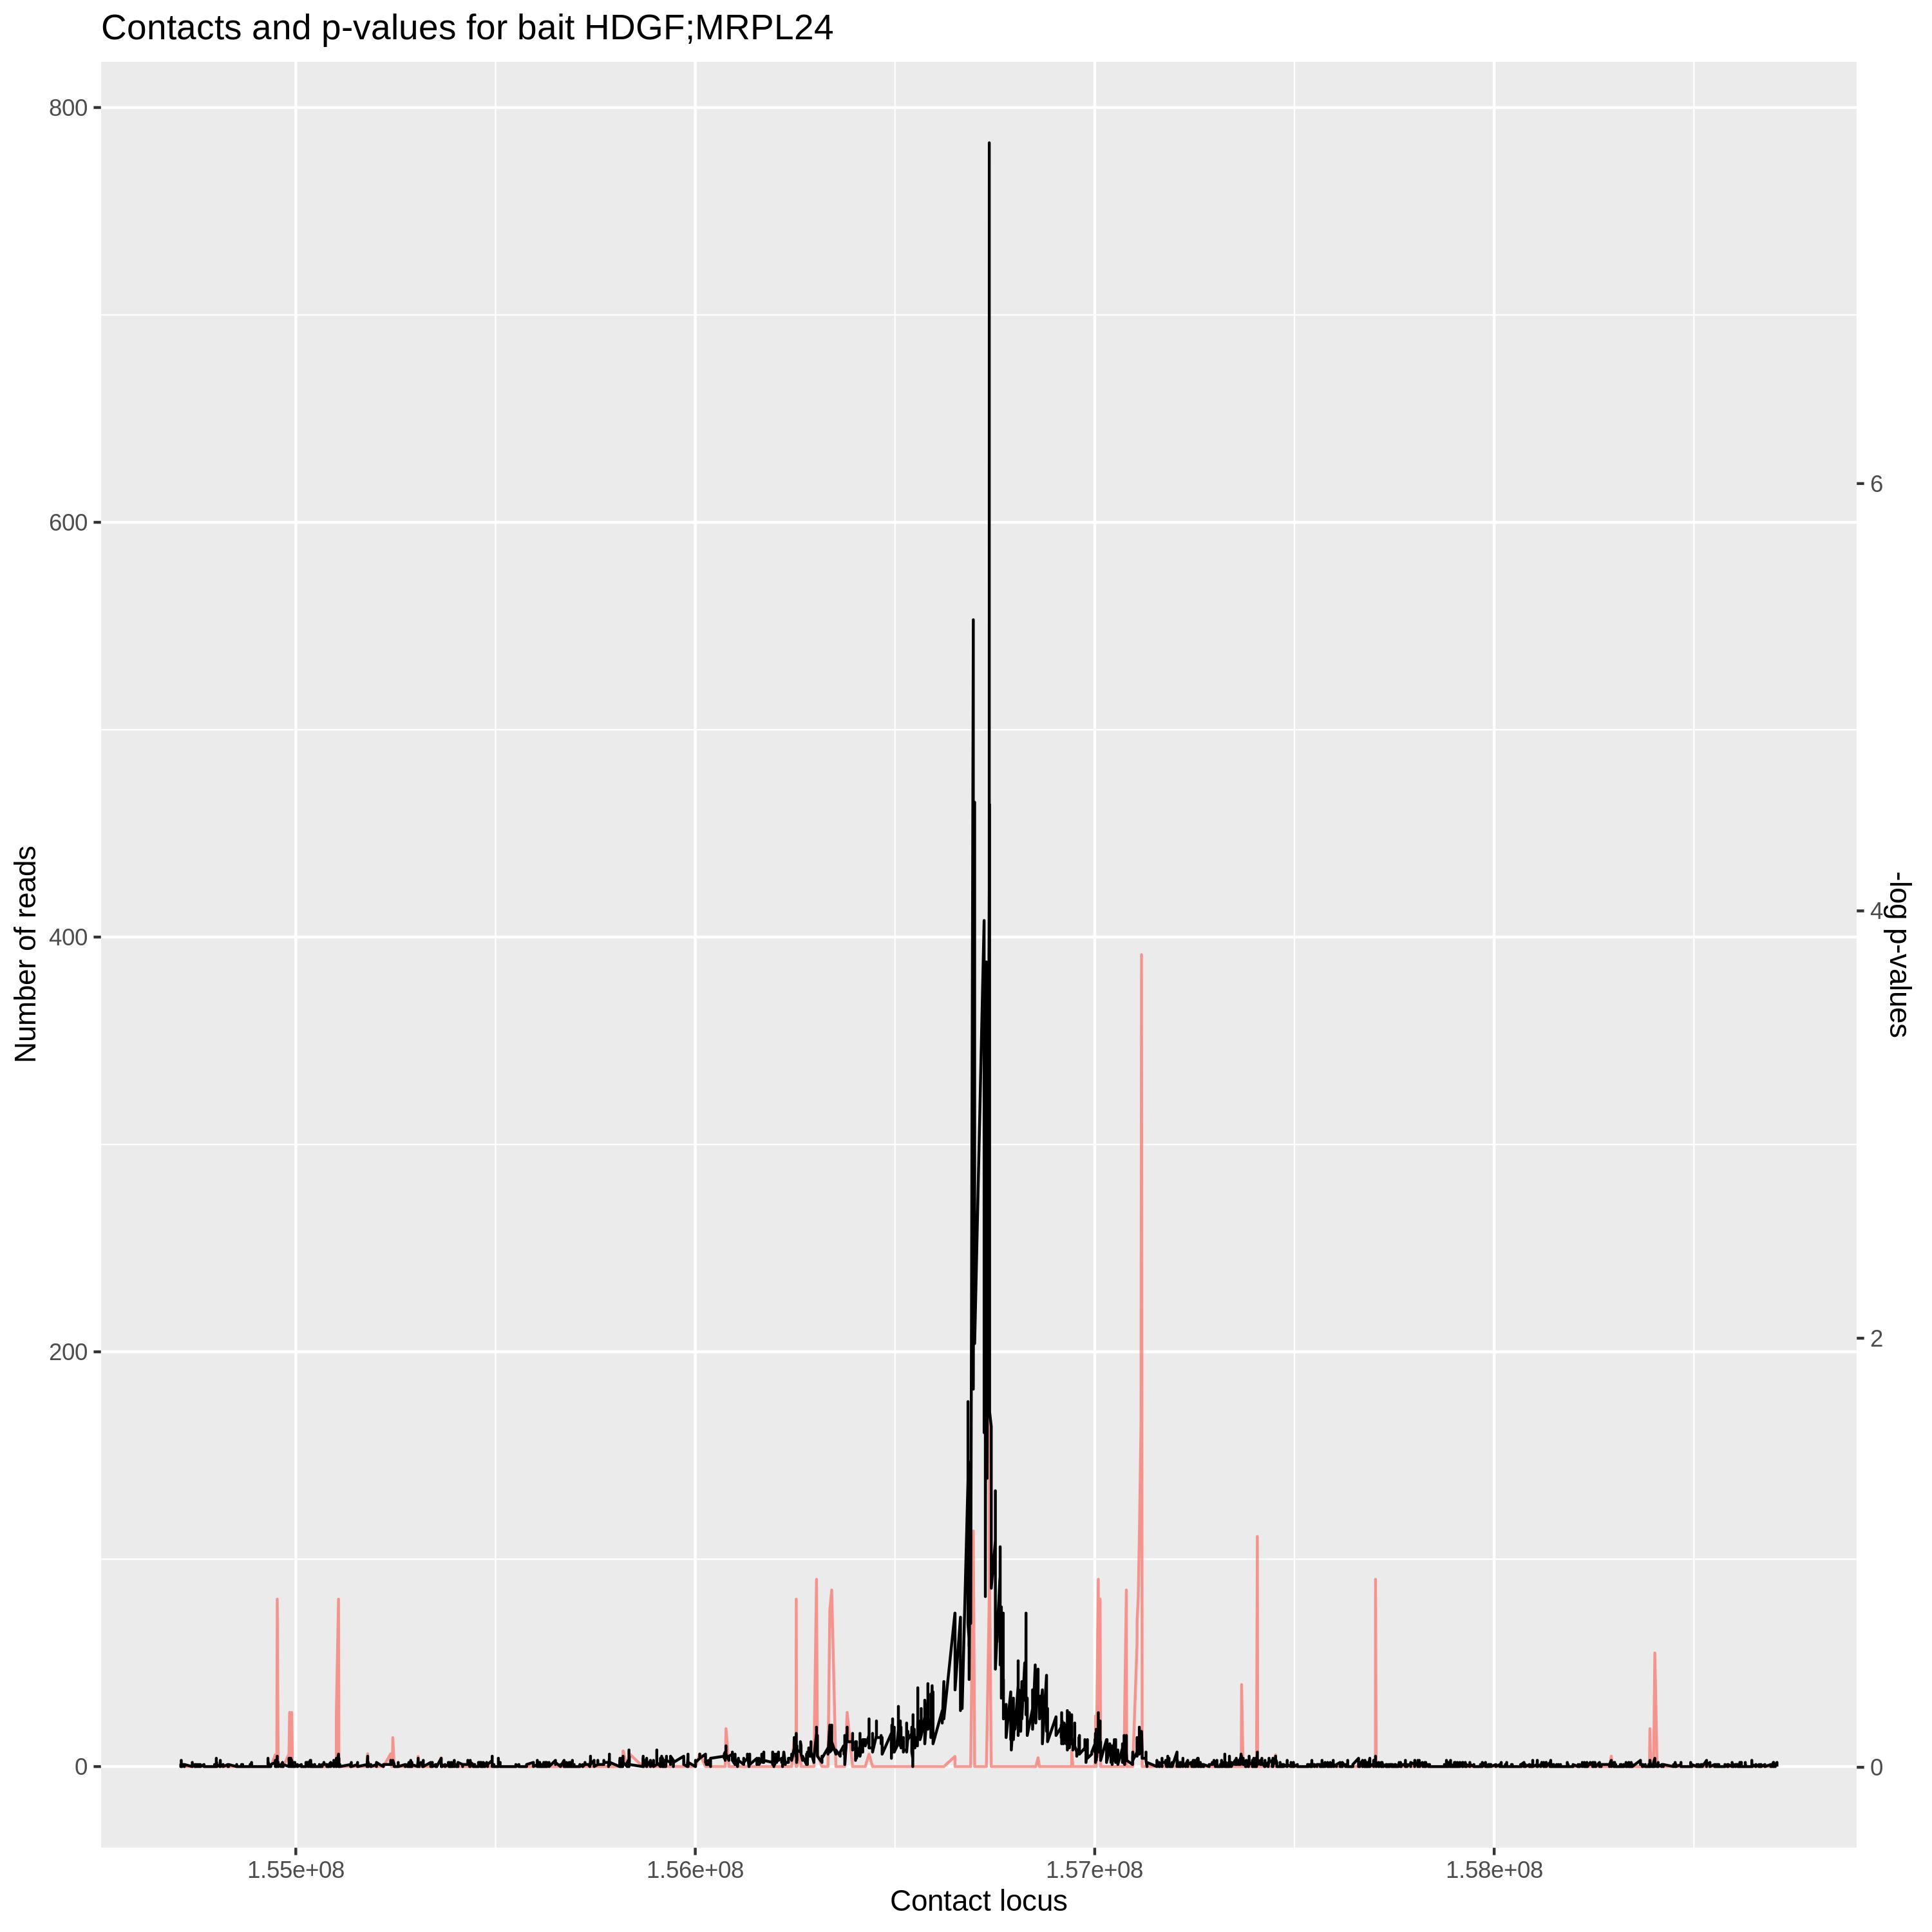 Contacts and p-values for bait HDGF;MRPL24
800
600
400
200
0
6
4
2
0
Number of reads
-log p-values
1.55e+08
1.56e+08
1.57e+08
1.58e+08
Contact locus